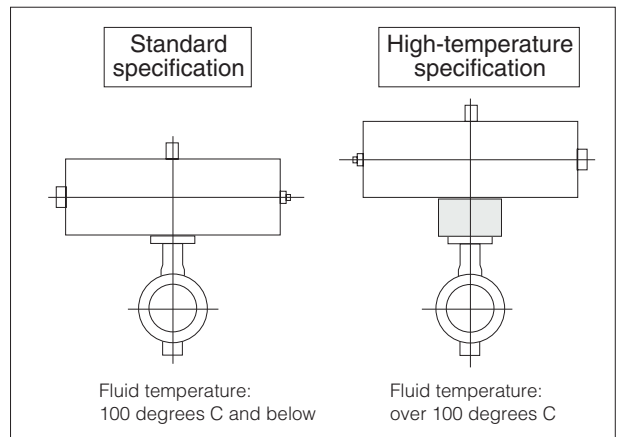 Standard
specification
High-temperature
specification
Fluid temperature:
100 degrees C and below
Fluid temperature:
over 100 degrees C